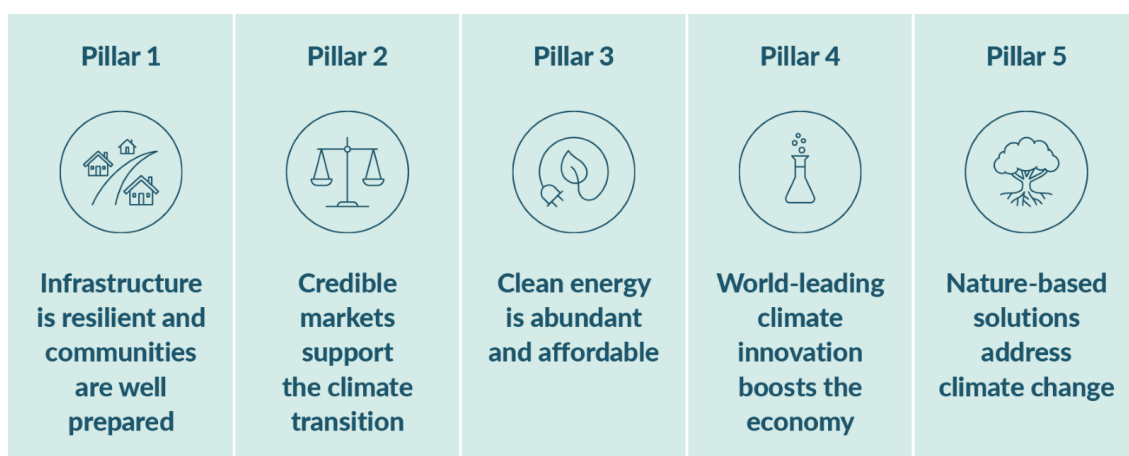 Pillar 1
Infrastructure
is resilient and
communities
are well
prepared
Pillar 2
Credible
markets
support
the climate
transition
Pillar 3
Clean energy
is abundant
and affordable
Pillar 4
World-leading
climate
innovation
boosts the
economy
Pillar 5
Nature-based
solutions
address
climate change